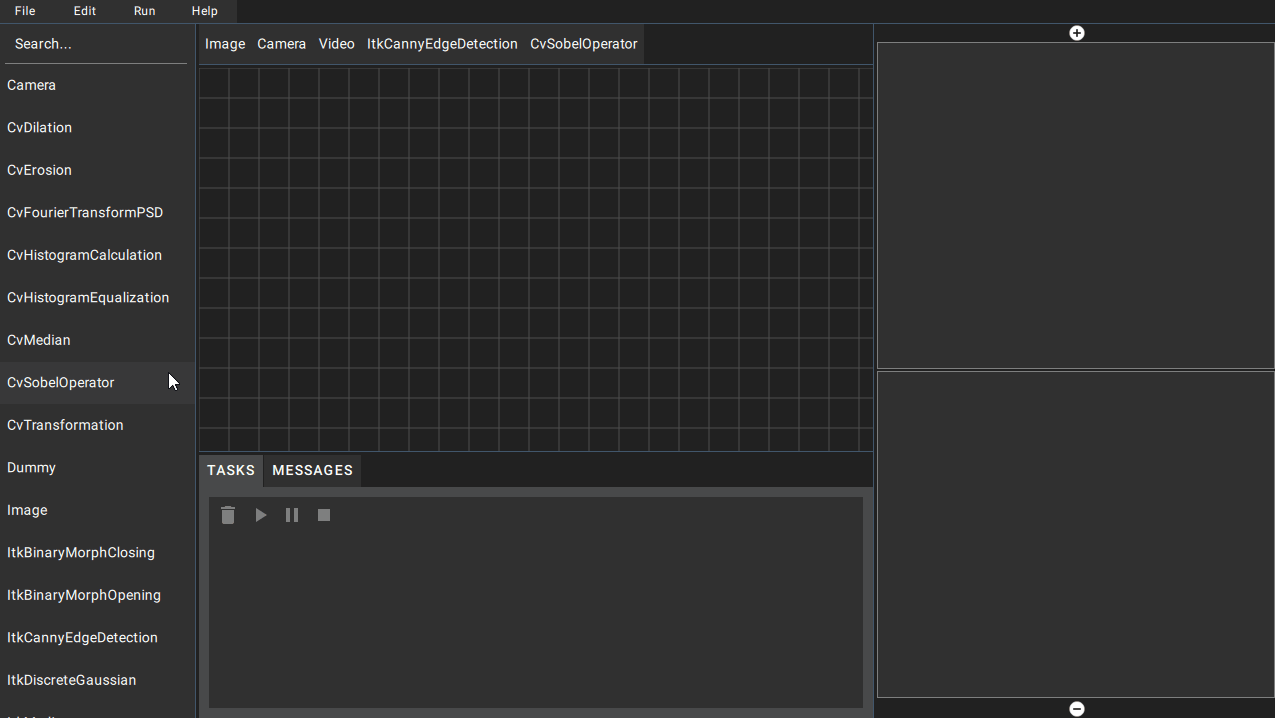 File Edit Run Help
Search...
Camera
CvDilation
CvErosion
CvFourierTransformPSD
CvHistogramCalculation
CvHistogramEqualization
CvMedian
CvSobelOperator
CvTransformation
Dummy
Image
ItkBinaryMorphClosing
ItkBinaryMorphOpening
ItkCannyEdgeDetection
ItkDiscreteGaussian
Image Camera Video ItkCannyEdgeDetection CvSobelOperator
TASKS MESSAGES